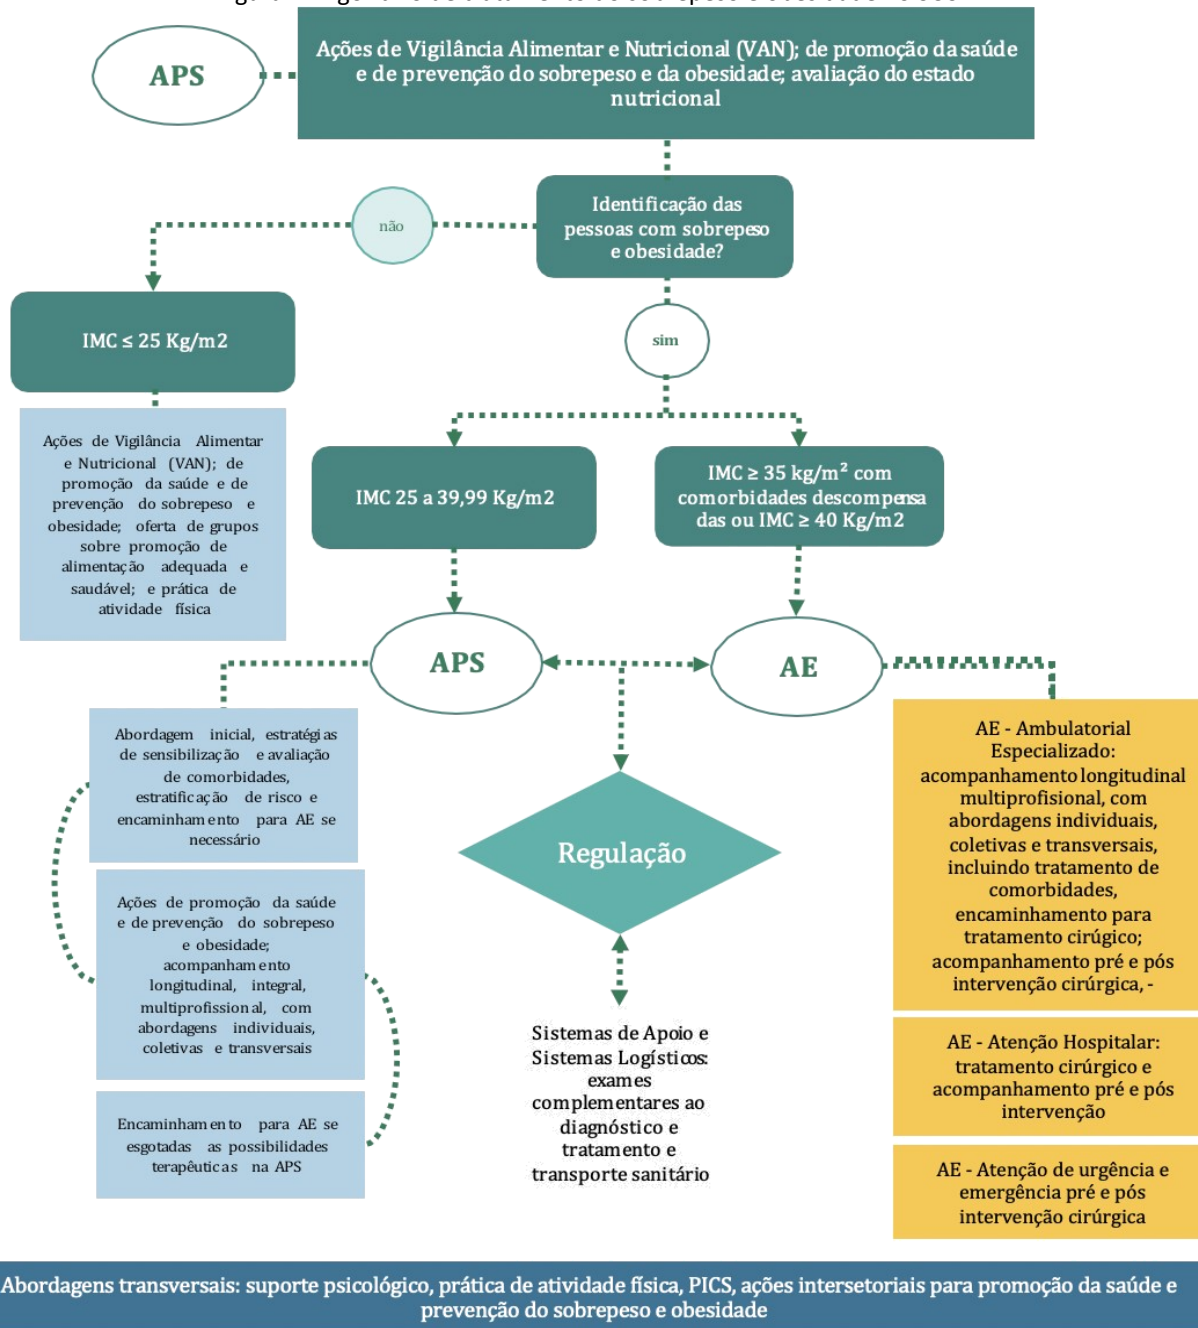 APS
Ações de Vigilância Alimentar e Nutricional (VAN); de promoção da saúde
e de prevenção do sobrepeso e da obesidade; avaliação do estado
nutricional
Identificação das
pessoas com sobrepeso
e obesidade?
não
sim
IMC ≤ 25 Kg/m2
Ações de Vigilância Alimentar
e Nutricional (VAN); de
promoção da saúde e de
prevenção do sobrepeso e
obesidade; oferta de grupos
sobre promoção de
alimentação adequada e
saudável; e prática de
atividade física
IMC 25 a 39,99 Kg/m2
IMC ≥ 35 kg/m² com
comorbidades descompensa
das ou IMC ≥ 40 Kg/m2
APS
AE
Abordagem inicial, estratégias
de sensibilização e avaliação
de comorbidades,
estratificação de risco e
encaminhamento para AE se
necessário
Ações de promoção da saúde
e de prevenção do sobrepeso
e obesidade;
acompanhamento
longitudinal, integral,
multiprofissional, com
abordagens individuais,
coletivas e transversais
Encaminhamento para AE se
esgotadas as possibilidades
terapêuticas na APS
Regulação
Sistemas de Apoio e
Sistemas Logísticos:
exames
complementares ao
diagnóstico e
tratamento e
transporte sanitário
AE - Ambulatorial
Especializado:
acompanhamento longitudinal
multiprofisional, com
abordagens individuais,
coletivas e transversais,
incluindo tratamento de
comorbidades,
encaminhamento para
tratamento cirúgico;
acompanhamento pré e pós
intervenção cirúrgica, -
AE - Atenção Hospitalar:
tratamento cirúrgico e
acompanhamento pré e pós
intervenção
AE - Atenção de urgência e
emergência pré e pós
intervenção cirúrgica
Abordagens transversais: suporte psicológico, prática de atividade física, PICS, ações intersetoriais para promoção da saúde e
prevenção do sobrepeso e obesidade